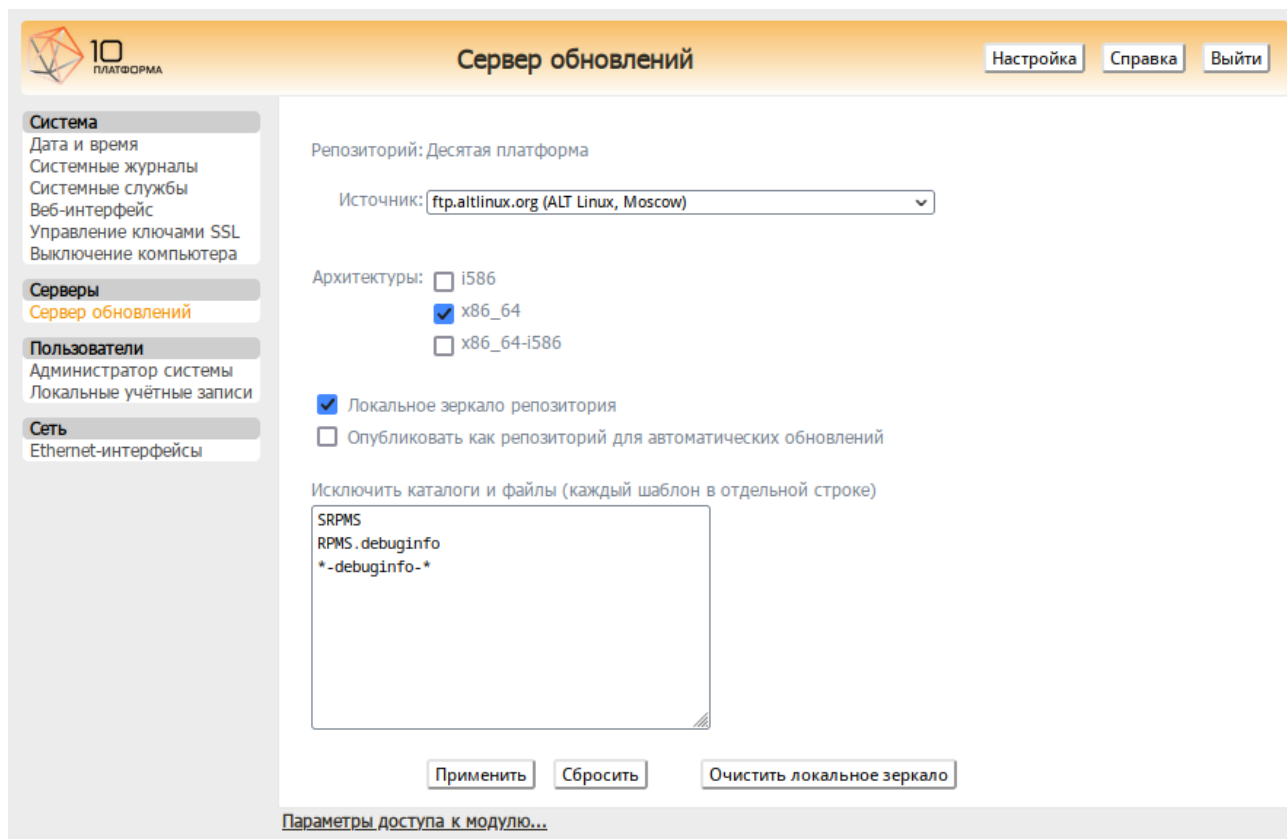 10
ПЛАТФОРМА
Сервер обновлений
Настройка
Справка
Выйти
Система
Дата и время
Системные журналы
Системные службы
Веб-интерфейс
Управление ключами SSL
Выключение компьютера
Серверы
Сервер обновлений
Пользователи
Администратор системы
Локальные учётные записи
Сеть
Ethernet-интерфейсы
Репозиторий: Десятая платформа
Источник: ftp.altlinux.org (ALT Linux, Moscow)
Архитектуры: i586
x86_64
x86_64-i586
Локальное зеркало репозитория
Опубликовать как репозиторий для автоматических обновлений
Исключить каталоги и файлы (каждый шаблон в отдельной строке)
SRPMS
RPMS.debuginfo
*-debuginfo-*
Применить
Сбросить
Очистить локальное зеркало
Параметры доступа к модулю...